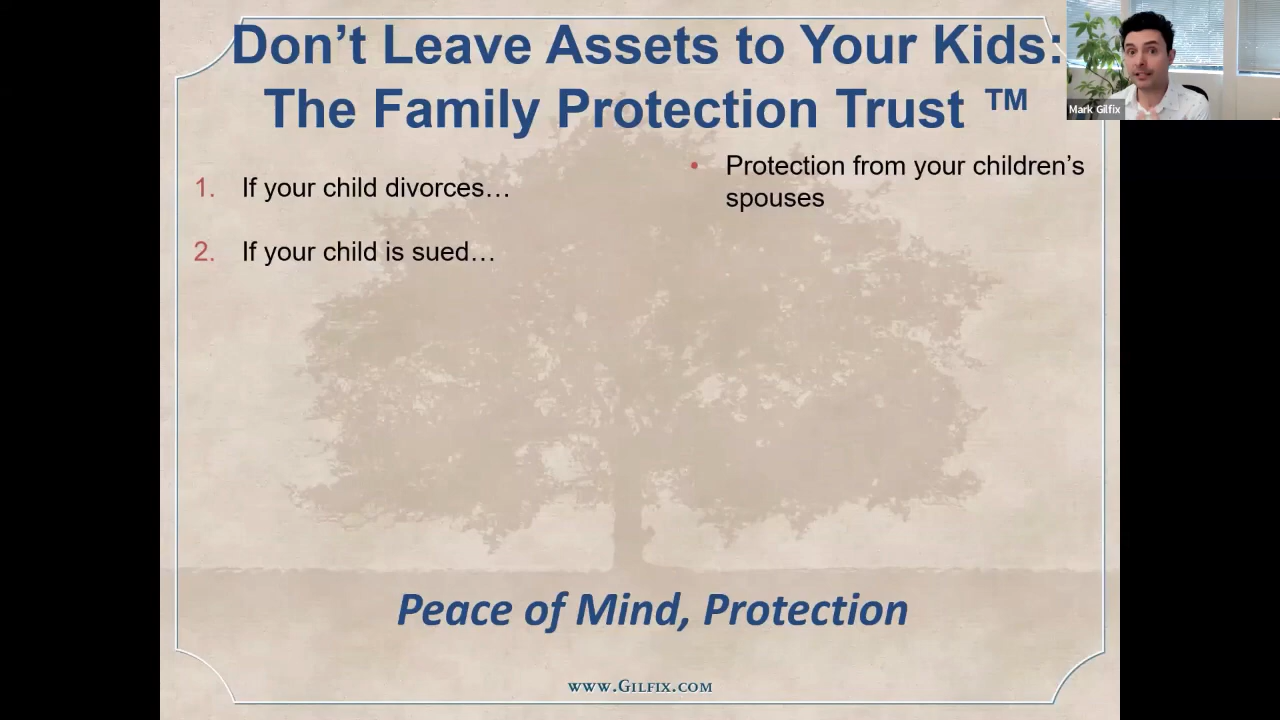 Don’t Leave Assets to Your Kids:
The Family Protection Trust ™
Mark Gilfix
1. If your child divorces…
2. If your child is sued…
• Protection from your children’s
spouses
Peace of Mind, Protection
www.Gilfix.com